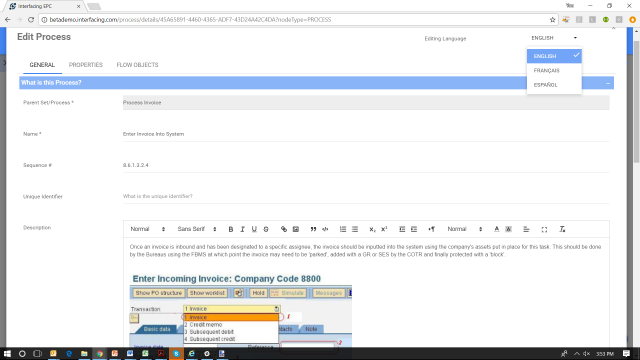 Interfacing EPC
betademo.interfacing.com/process/details/45A65891-4460-4365-ADF7-43D24A42C4DA?nodeType=PROCESS
Edit Process
Editing Language
ENGLISH
ENGLISH
FRANÇAIS
ESPAÑOL
GENERAL PROPERTIES FLOW OBJECTS
What is this Process?
Parent Set/Process * Process Invoice
Name * Enter Invoice Into System
Sequence # 8.6.1.3.3.4
Unique Identifier What is the unique identifier?
Description
Normal Sans Serif B I U Normal
Once an invoice is inbound and has been designated to a specific assignee, the invoice should be inputted into the system using the company's assets put in place for this task. This should be
done by the Bureaus using the FBMS at which point the invoice may need to be 'parked', added with a GR or SES by the COTR and finally protected with a 'block'.
Enter Incoming Invoice: Company Code 8800
Show PO structure Show worklist Hold Simulate Messages
Transaction 1 Invoice
1 Invoice
2 Credit memo
3 Subsequent debit
4 Subsequent credit
Basic data Note
Invoice date Reference
3:53 PM